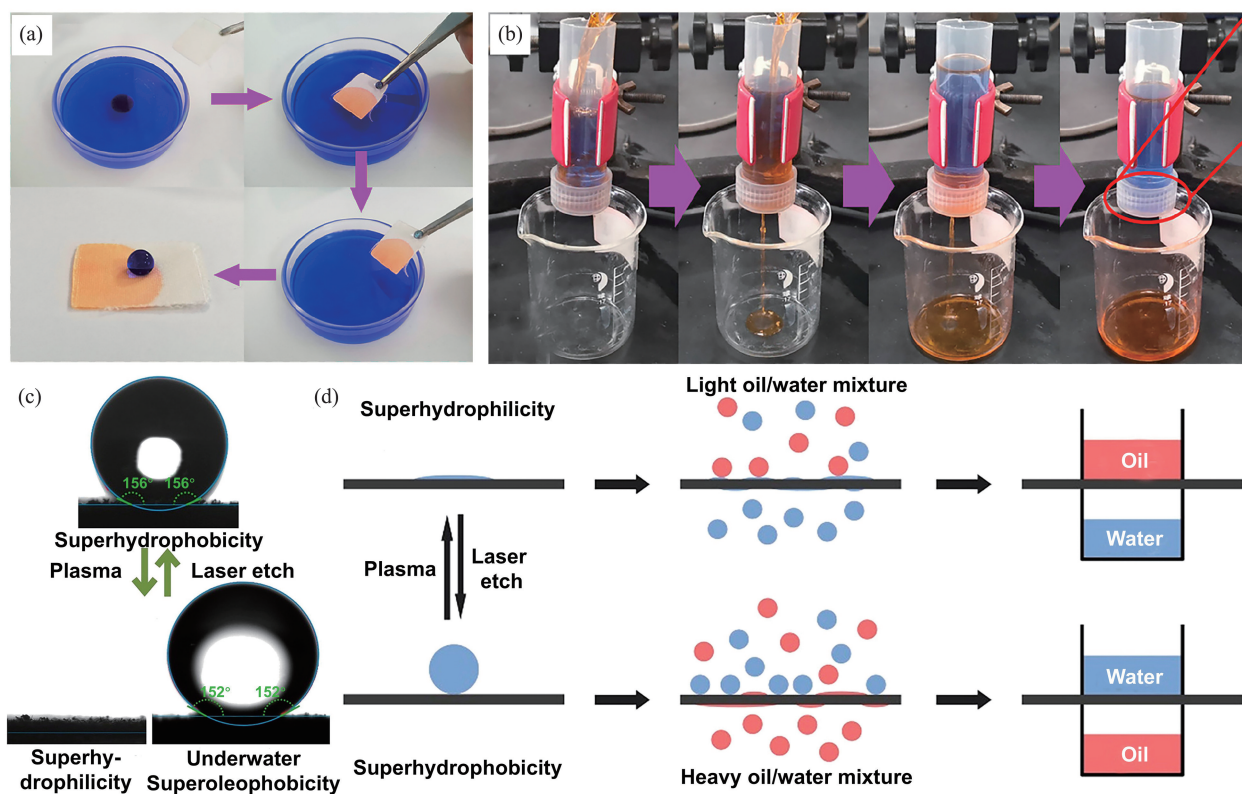 (a)
(b)
(c)
156° 156°
Superhydrophobicity
Plasma
Laser etch
152° 152°
Superhy-
drophilicity
Underwater
Superoleophobicity
(d)
Superhydrophilicity
Light oil/water mixture
Oil
Water
Plasma
Laser
etch
Water
Oil
Superhydrophobicity
Heavy oil/water mixture